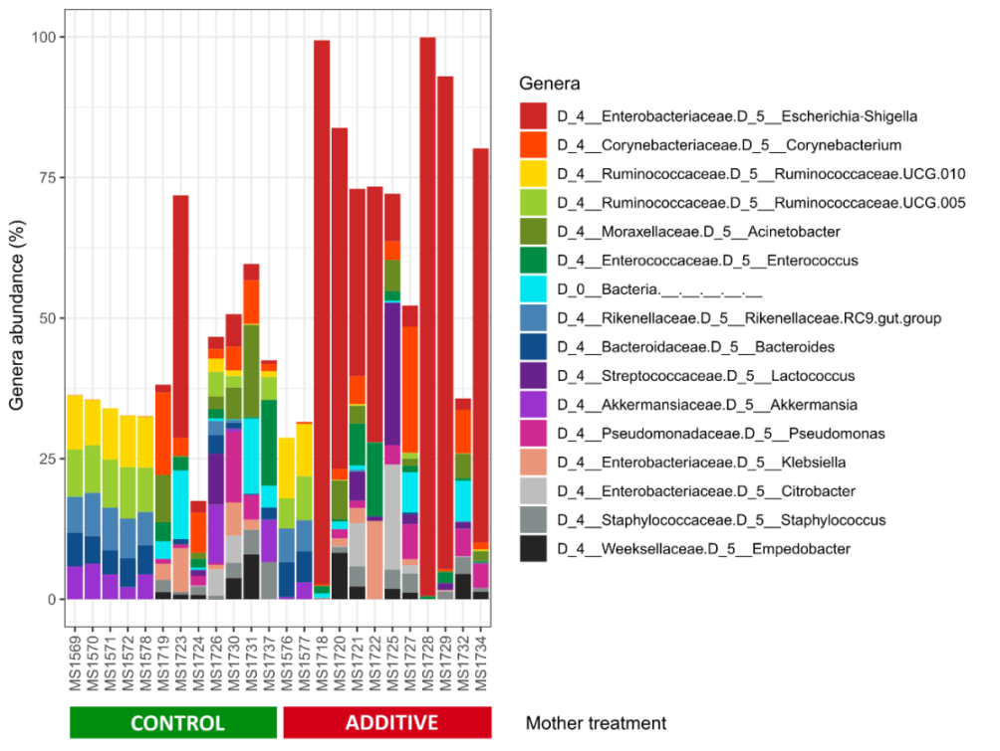 Genera abundance (%)
100
75
50
25
0
Genera
D_4__Enterobacteriaceae.D_5__Escherichia-Shigella
D_4__Corynebacteriaceae.D_5__Corynebacterium
D_4__Ruminococcaceae.D_5__Ruminococcaceae.UCG.010
D_4__Ruminococcaceae.D_5__Ruminococcaceae.UCG.005
D_4__Moraxellaceae.D_5__Acinetobacter
D_4__Enterococcaceae.D_5__Enterococcus
D_0__Bacteria.__.__.__.__.__
D_4__Rikenellaceae.D_5__Rikenellaceae.RC9.gut.group
D_4__Bacteroidaceae.D_5__Bacteroides
D_4__Streptococcaceae.D_5__Lactococcus
D_4__Akkermansiaceae.D_5__Akkermansia
D_4__Pseudomonadaceae.D_5__Pseudomonas
D_4__Enterobacteriaceae.D_5__Klebsiella
D_4__Enterobacteriaceae.D_5__Citrobacter
D_4__Staphylococcaceae.D_5__Staphylococcus
D_4__Weeksellaceae.D_5__Empedobacter
MS1569
MS1570
MS1571
MS1572
MS1578
MS1719
MS1723
MS1724
MS1726
MS1730
MS1731
MS1737
MS1576
MS1577
MS1718
MS1720
MS1721
MS1722
MS1725
MS1727
MS1728
MS1729
MS1732
MS1734
CONTROL
ADDITIVE
Mother treatment